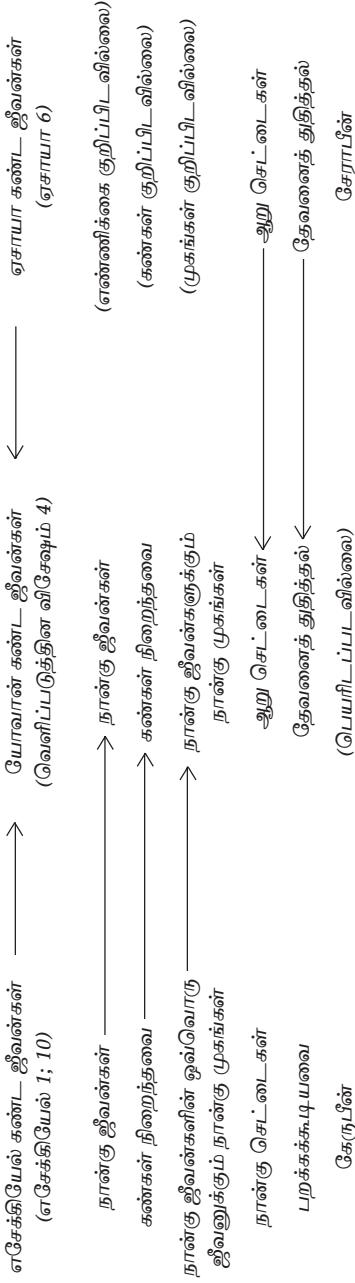 எசேக்கியேல் கண்ட ஜீவன்கள்
(எசேக்கியேல் 1; 10)
யோவான் கண்ட ஜீவன்கள்
(வெளிப்படுத்தின விசேஷம் 4)
ஏசாயா கண்ட ஜீவன்கள்
(ஏசாயா 6)
நான்கு ஜீவன்கள்
நான்கு ஜீவன்கள்
(எண்ணிக்கை குறிப்பிடவில்லை)
கண்கள் நிறைந்தவை
கண்கள் நிறைந்தவை
(கண்கள் குறிப்பிடவில்லை)
நான்கு ஜீவன்களின் ஒவ்வொரு
ஜீவனுக்கும் நான்கு முகங்கள்
நான்கு ஜீவன்களுக்கும்
நான்கு முகங்கள்
(முகங்கள் குறிப்பிடவில்லை)
நான்கு செட்டைகள்
ஆறு செட்டைகள்
ஆறு செட்டைகள்
பறக்கக்கூடியவை
தேவனைத் துதித்தல்
தேவனைத் துதித்தல்
கேருபீன்
(பெயரிடப்படவில்லை)
சேராபீன்